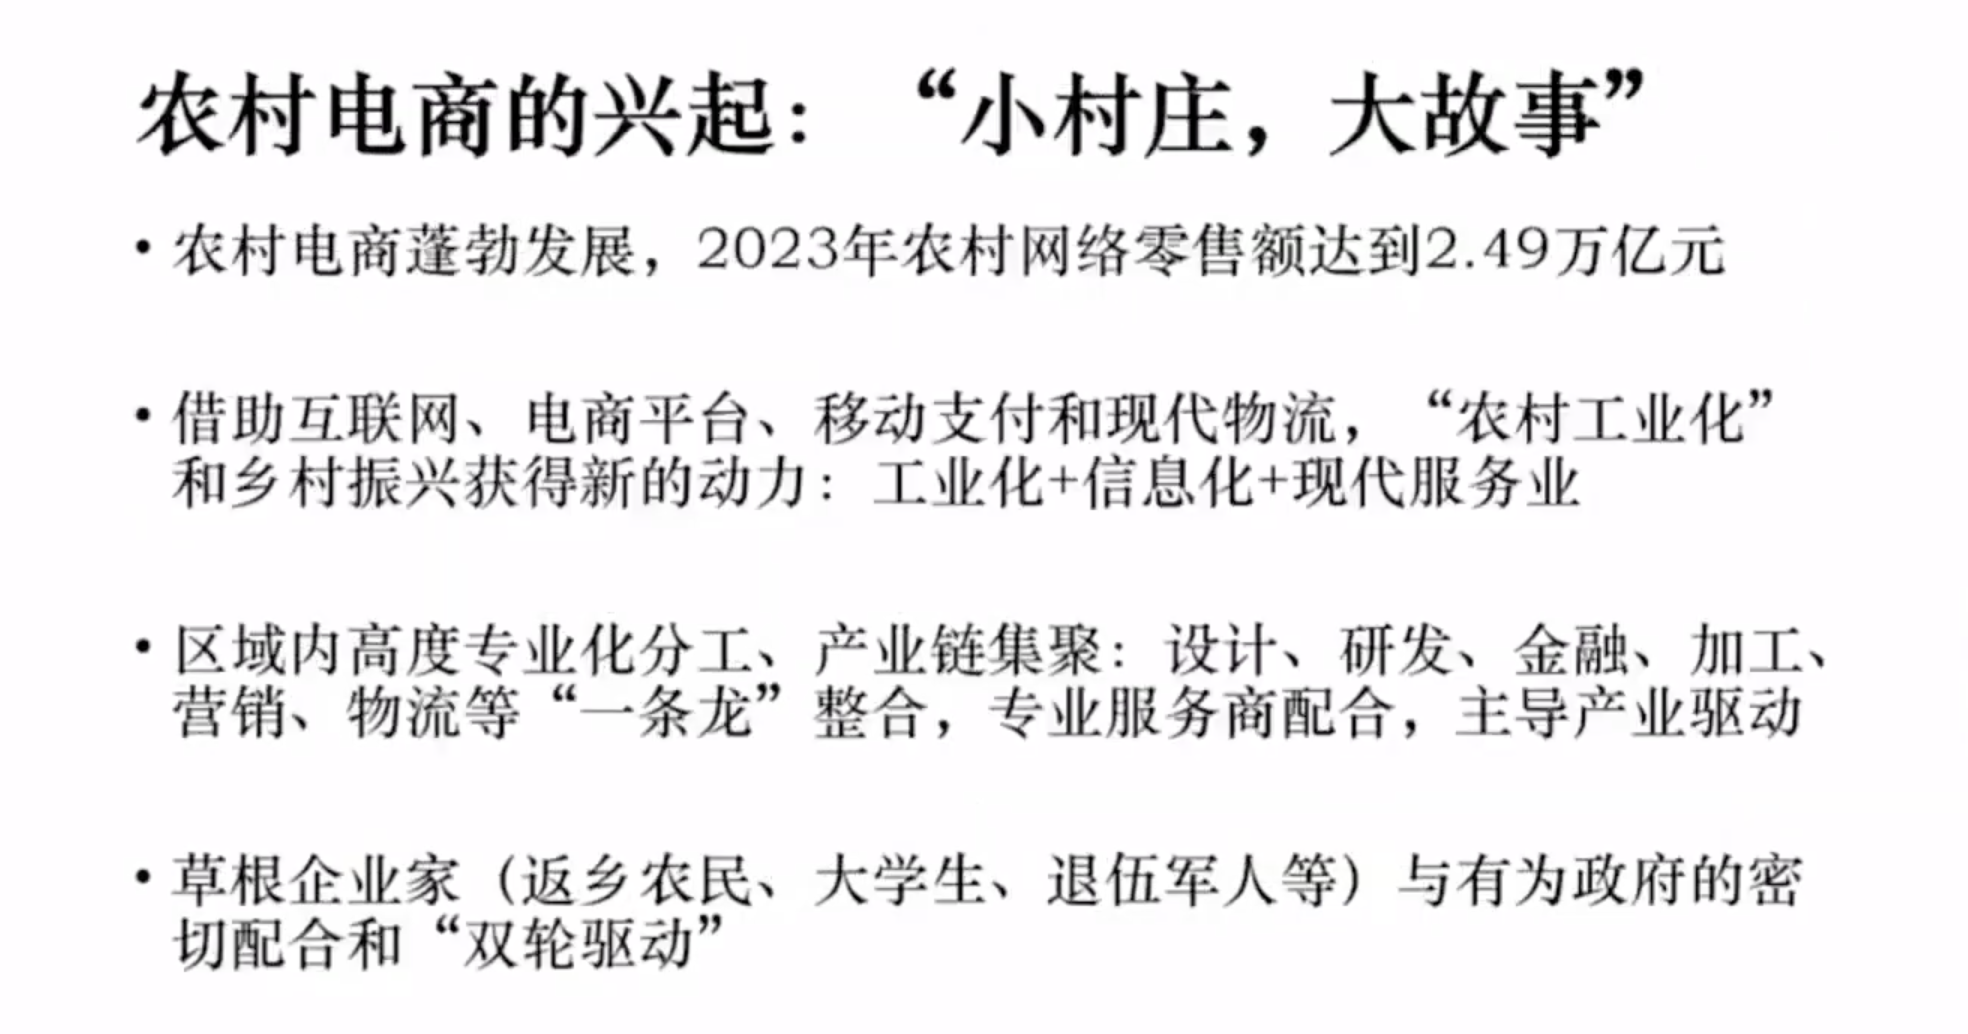 农村电商的兴起：“小村庄，大故事”
• 农村电商蓬勃发展，2023年农村网络零售额达到2.49万亿元
• 借助互联网、电商平台、移动支付和现代物流，“农村工业化”
和乡村振兴获得新的动力：工业化+信息化+现代服务业
• 区域内高度专业化分工、产业链集聚：设计、研发、金融、加工、
营销、物流等“一条龙”整合，专业服务商配合，主导产业驱动
• 草根企业家（返乡农民、大学生、退伍军人等）与有为政府的密
切配合和“双轮驱动”